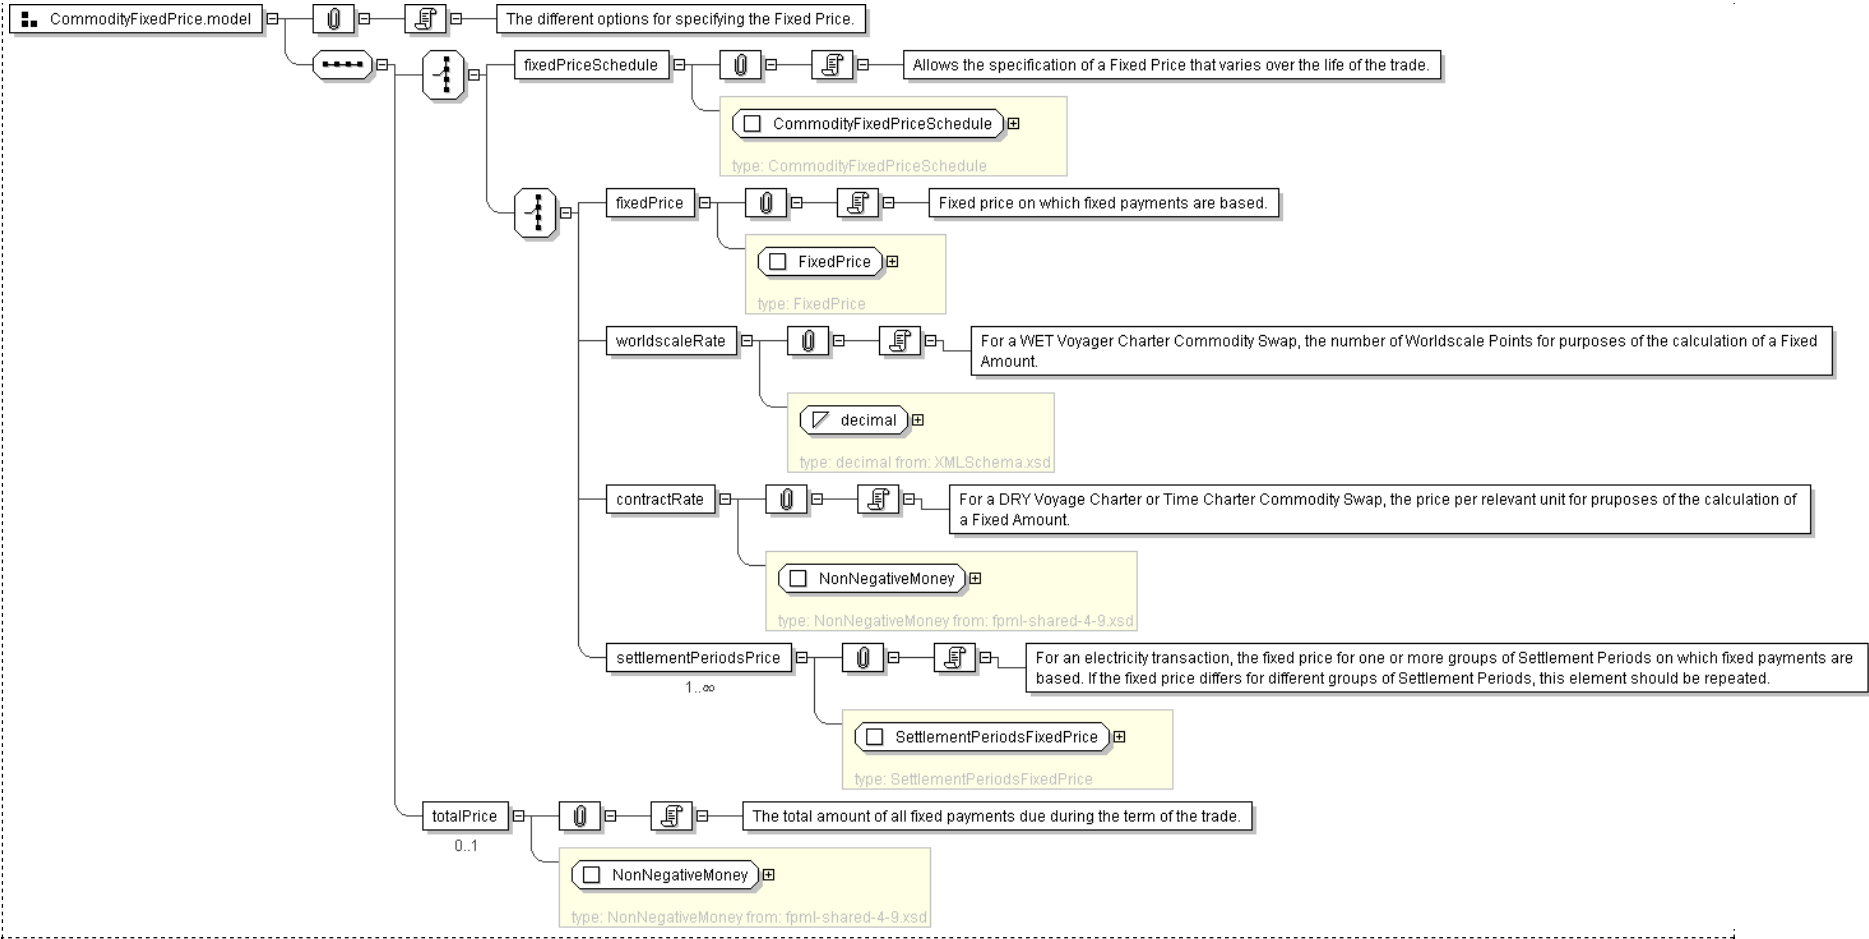 CommodityFixedPrice.model
The different options for specifying the Fixed Price.
fixedPriceSchedule
Allows the specification of a Fixed Price that varies over the life of the trade.
CommodityFixedPriceSchedule
type: CommodityFixedPriceSchedule
fixedPrice
Fixed price on which fixed payments are based.
FixedPrice
type: FixedPrice
worldscaleRate
For a WET Voyager Charter Commodity Swap, the number of Worldscale Points for purposes of the calculation of a Fixed
Amount.
decimal
type: decimal from: XMLSchema.xsd
contractRate
For a DRY Voyage Charter or Time Charter Commodity Swap, the price per relevant unit for pruposes of the calculation of
a Fixed Amount.
NonNegativeMoney
type: NonNegativeMoney from: fpml-shared-4-9.xsd
settlementPeriodsPrice
1..∞
For an electricity transaction, the fixed price for one or more groups of Settlement Periods on which fixed payments are
based. If the fixed price differs for different groups of Settlement Periods, this element should be repeated.
SettlementPeriodsFixedPrice
type: SettlementPeriodsFixedPrice
totalPrice
0..1
The total amount of all fixed payments due during the term of the trade.
NonNegativeMoney
type: NonNegativeMoney from: fpml-shared-4-9.xsd